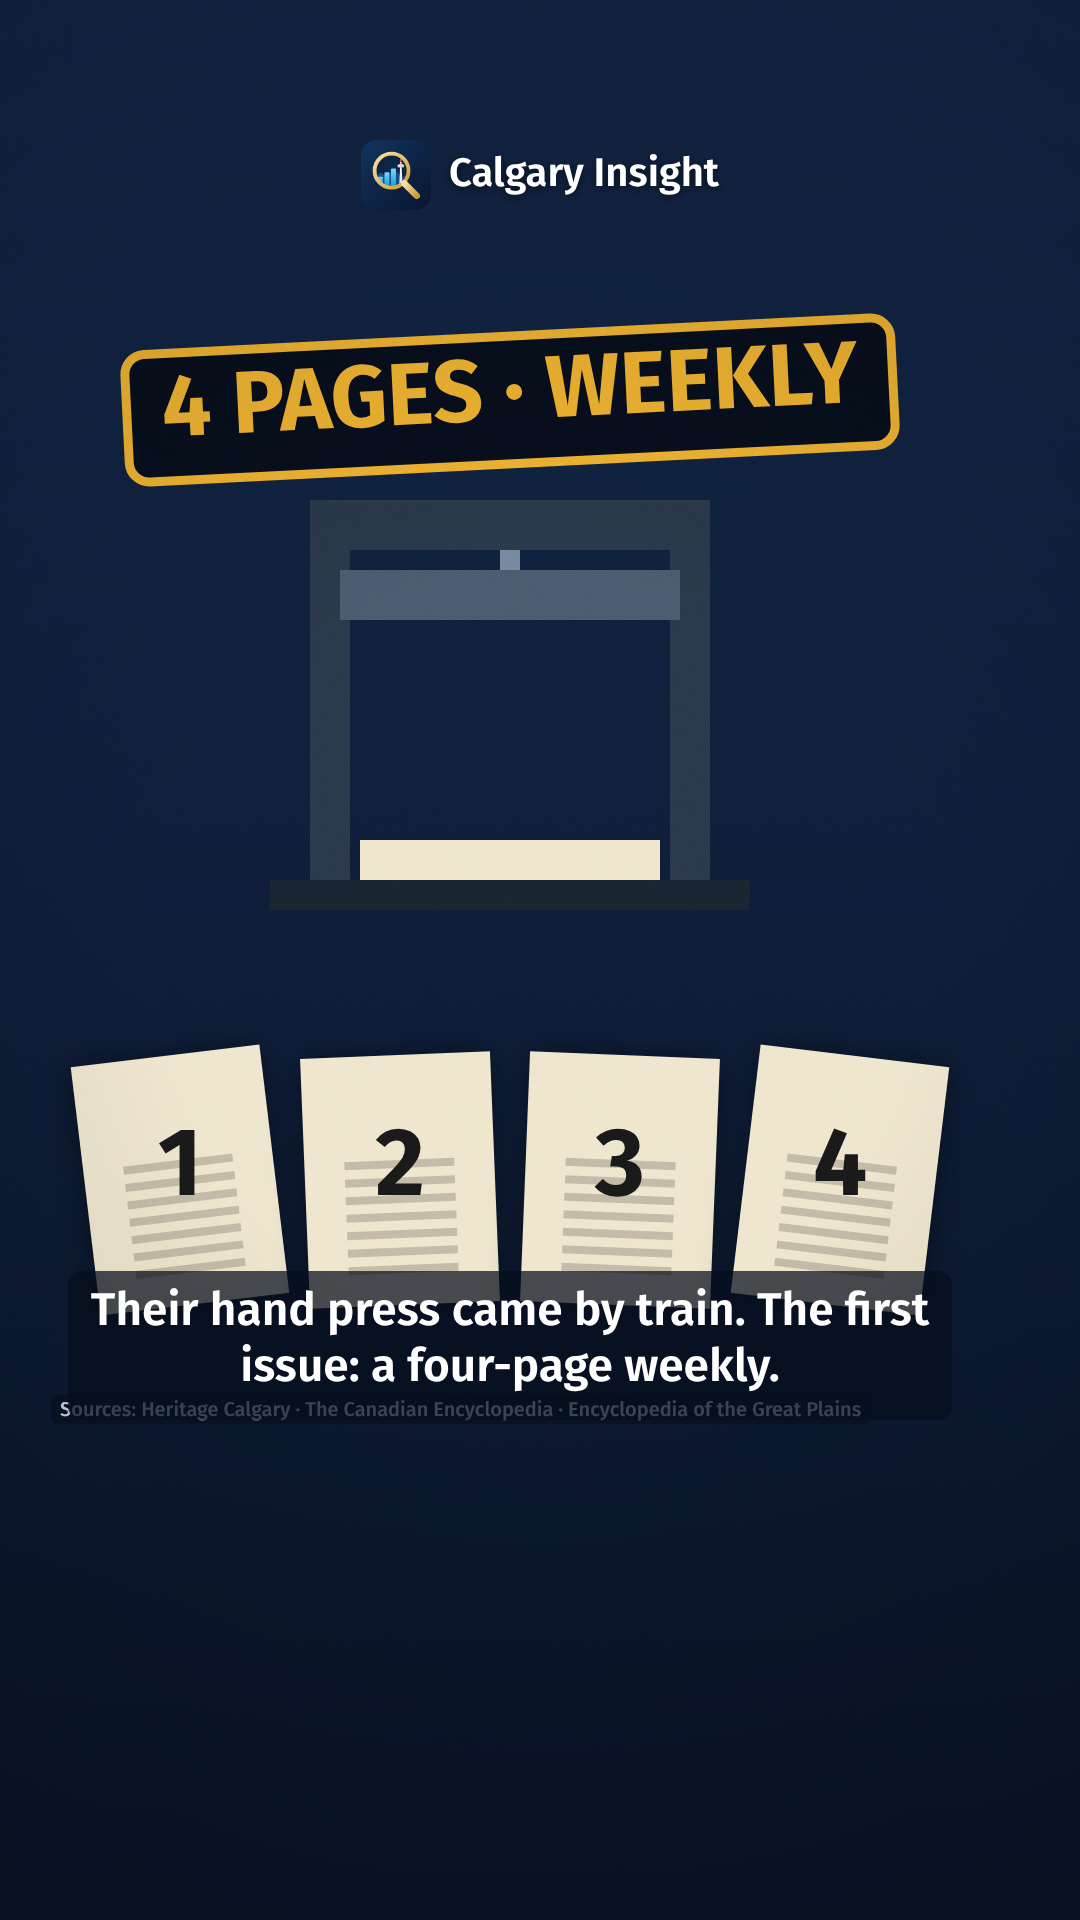 Calgary Insight
4 PAGES · WEEKLY
1
2
3
4
Their hand press came by train. The first
issue: a four-page weekly.
Sources: Heritage Calgary · The Canadian Encyclopedia · Encyclopedia of the Great Plains